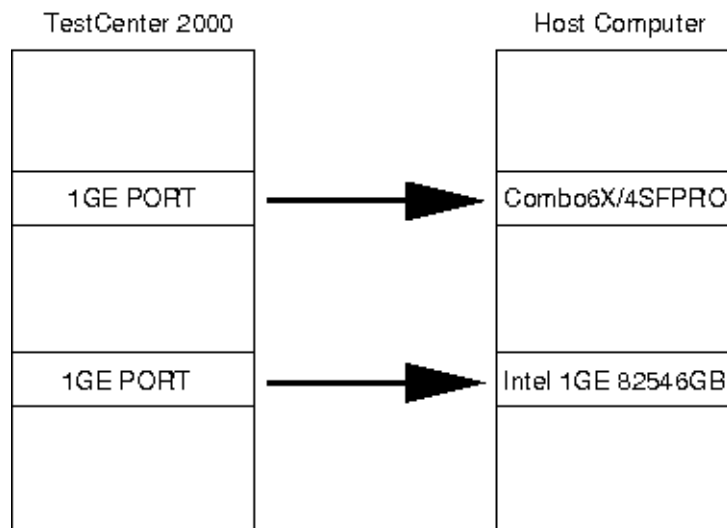 TestCenter 2000
Host Computer
1GE PORT
Combo6X/4SFPRO
1GE PORT
Intel 1GE 82546GB